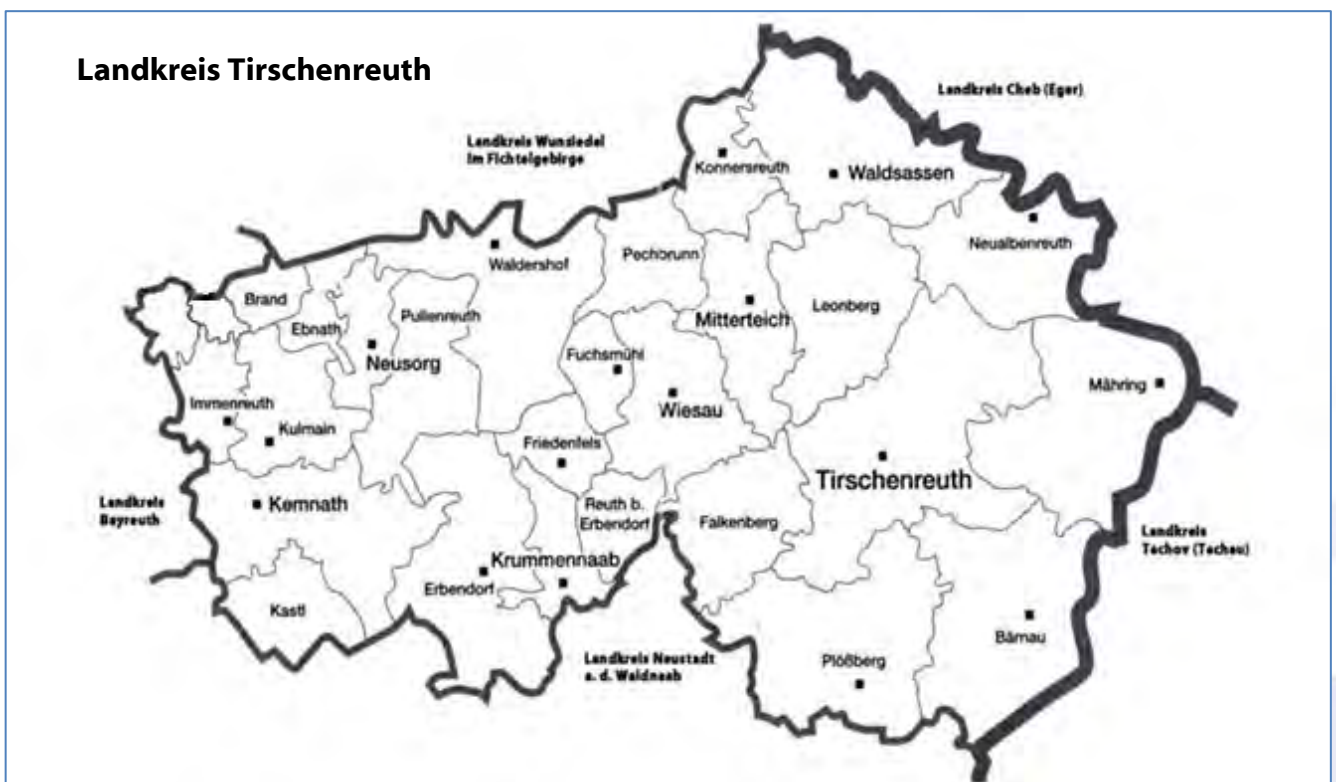 Landkreis Tirschenreuth
Landkreis Cheb (Eger)
Landkreis Wunsiedel
im Fichtelgebirge
Konnersreuth
Waldsassen
Neualbenreuth
Waldershof
Pechbrunn
Brand
Ebnath
Pullenreuth
Leonberg
Mitterteich
Neusorg
Fuchsmühl
Mähring
Immenreuth
Wiesau
Kulmain
Friedenfels
Tirschenreuth
Landkreis
Bayreuth
Kemnath
Reuth b.
Erbendorf
Falkenberg
Landkreis
Tachov (Tachau)
Krummennaab
Erbendorf
Kastl
Bärnau
Landkreis Neustadt
a. d. Waldnaab
Plößberg